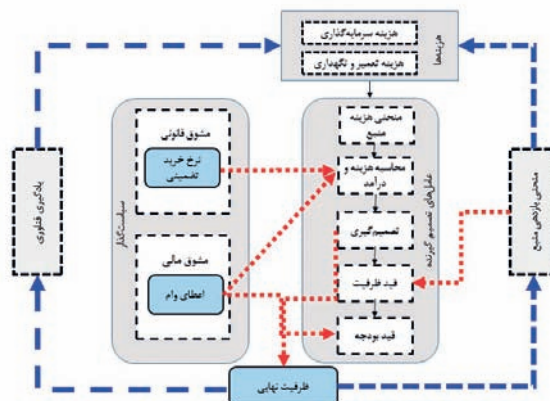 هزینه‌ها
هزینه سرمایه‌گذاری
هزینه تعمیر و نگهداری
منحنی بازدهی منبع
عامل‌های تصمیم گیرنده
منحنی هزینه
منبع
محاسبه هزینه و
درآمد
تصمیم‌گیری
قید ظرفیت
قید بودجه
مشوق قانونی
نرخ خرید
تضمینی
مشوق مالی
اعطای وام
سیاست‌گذار
یادگیری فناوری
ظرفیت نهایی